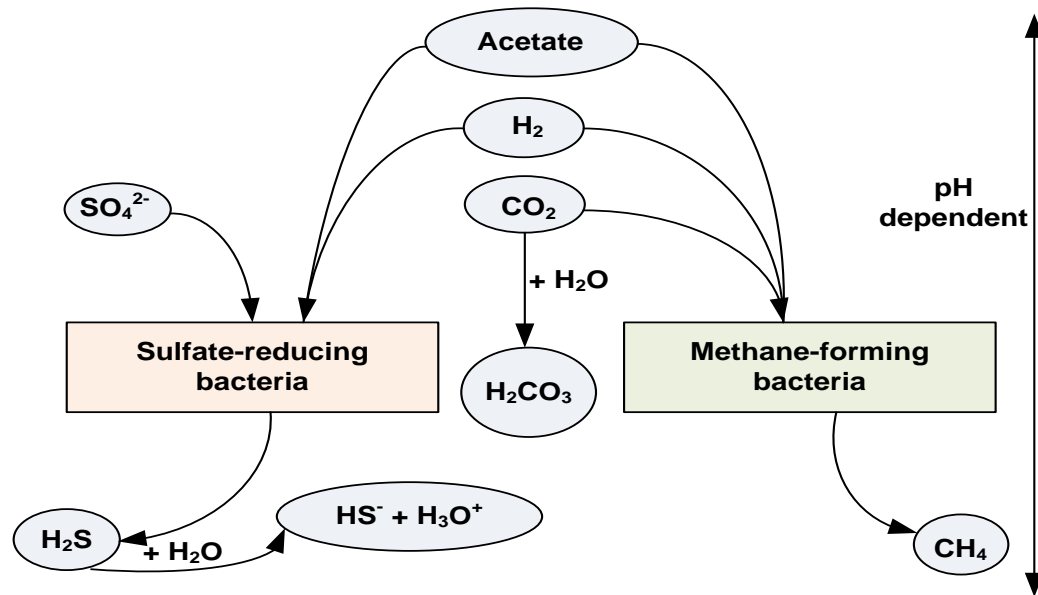 Acetate
H₂
CO₂
SO₄²⁻
pH
dependent
+ H₂O
Sulfate-reducing
bacteria
H₂CO₃
Methane-forming
bacteria
H₂S
+ H₂O
HS⁻ + H₃O⁺
CH₄